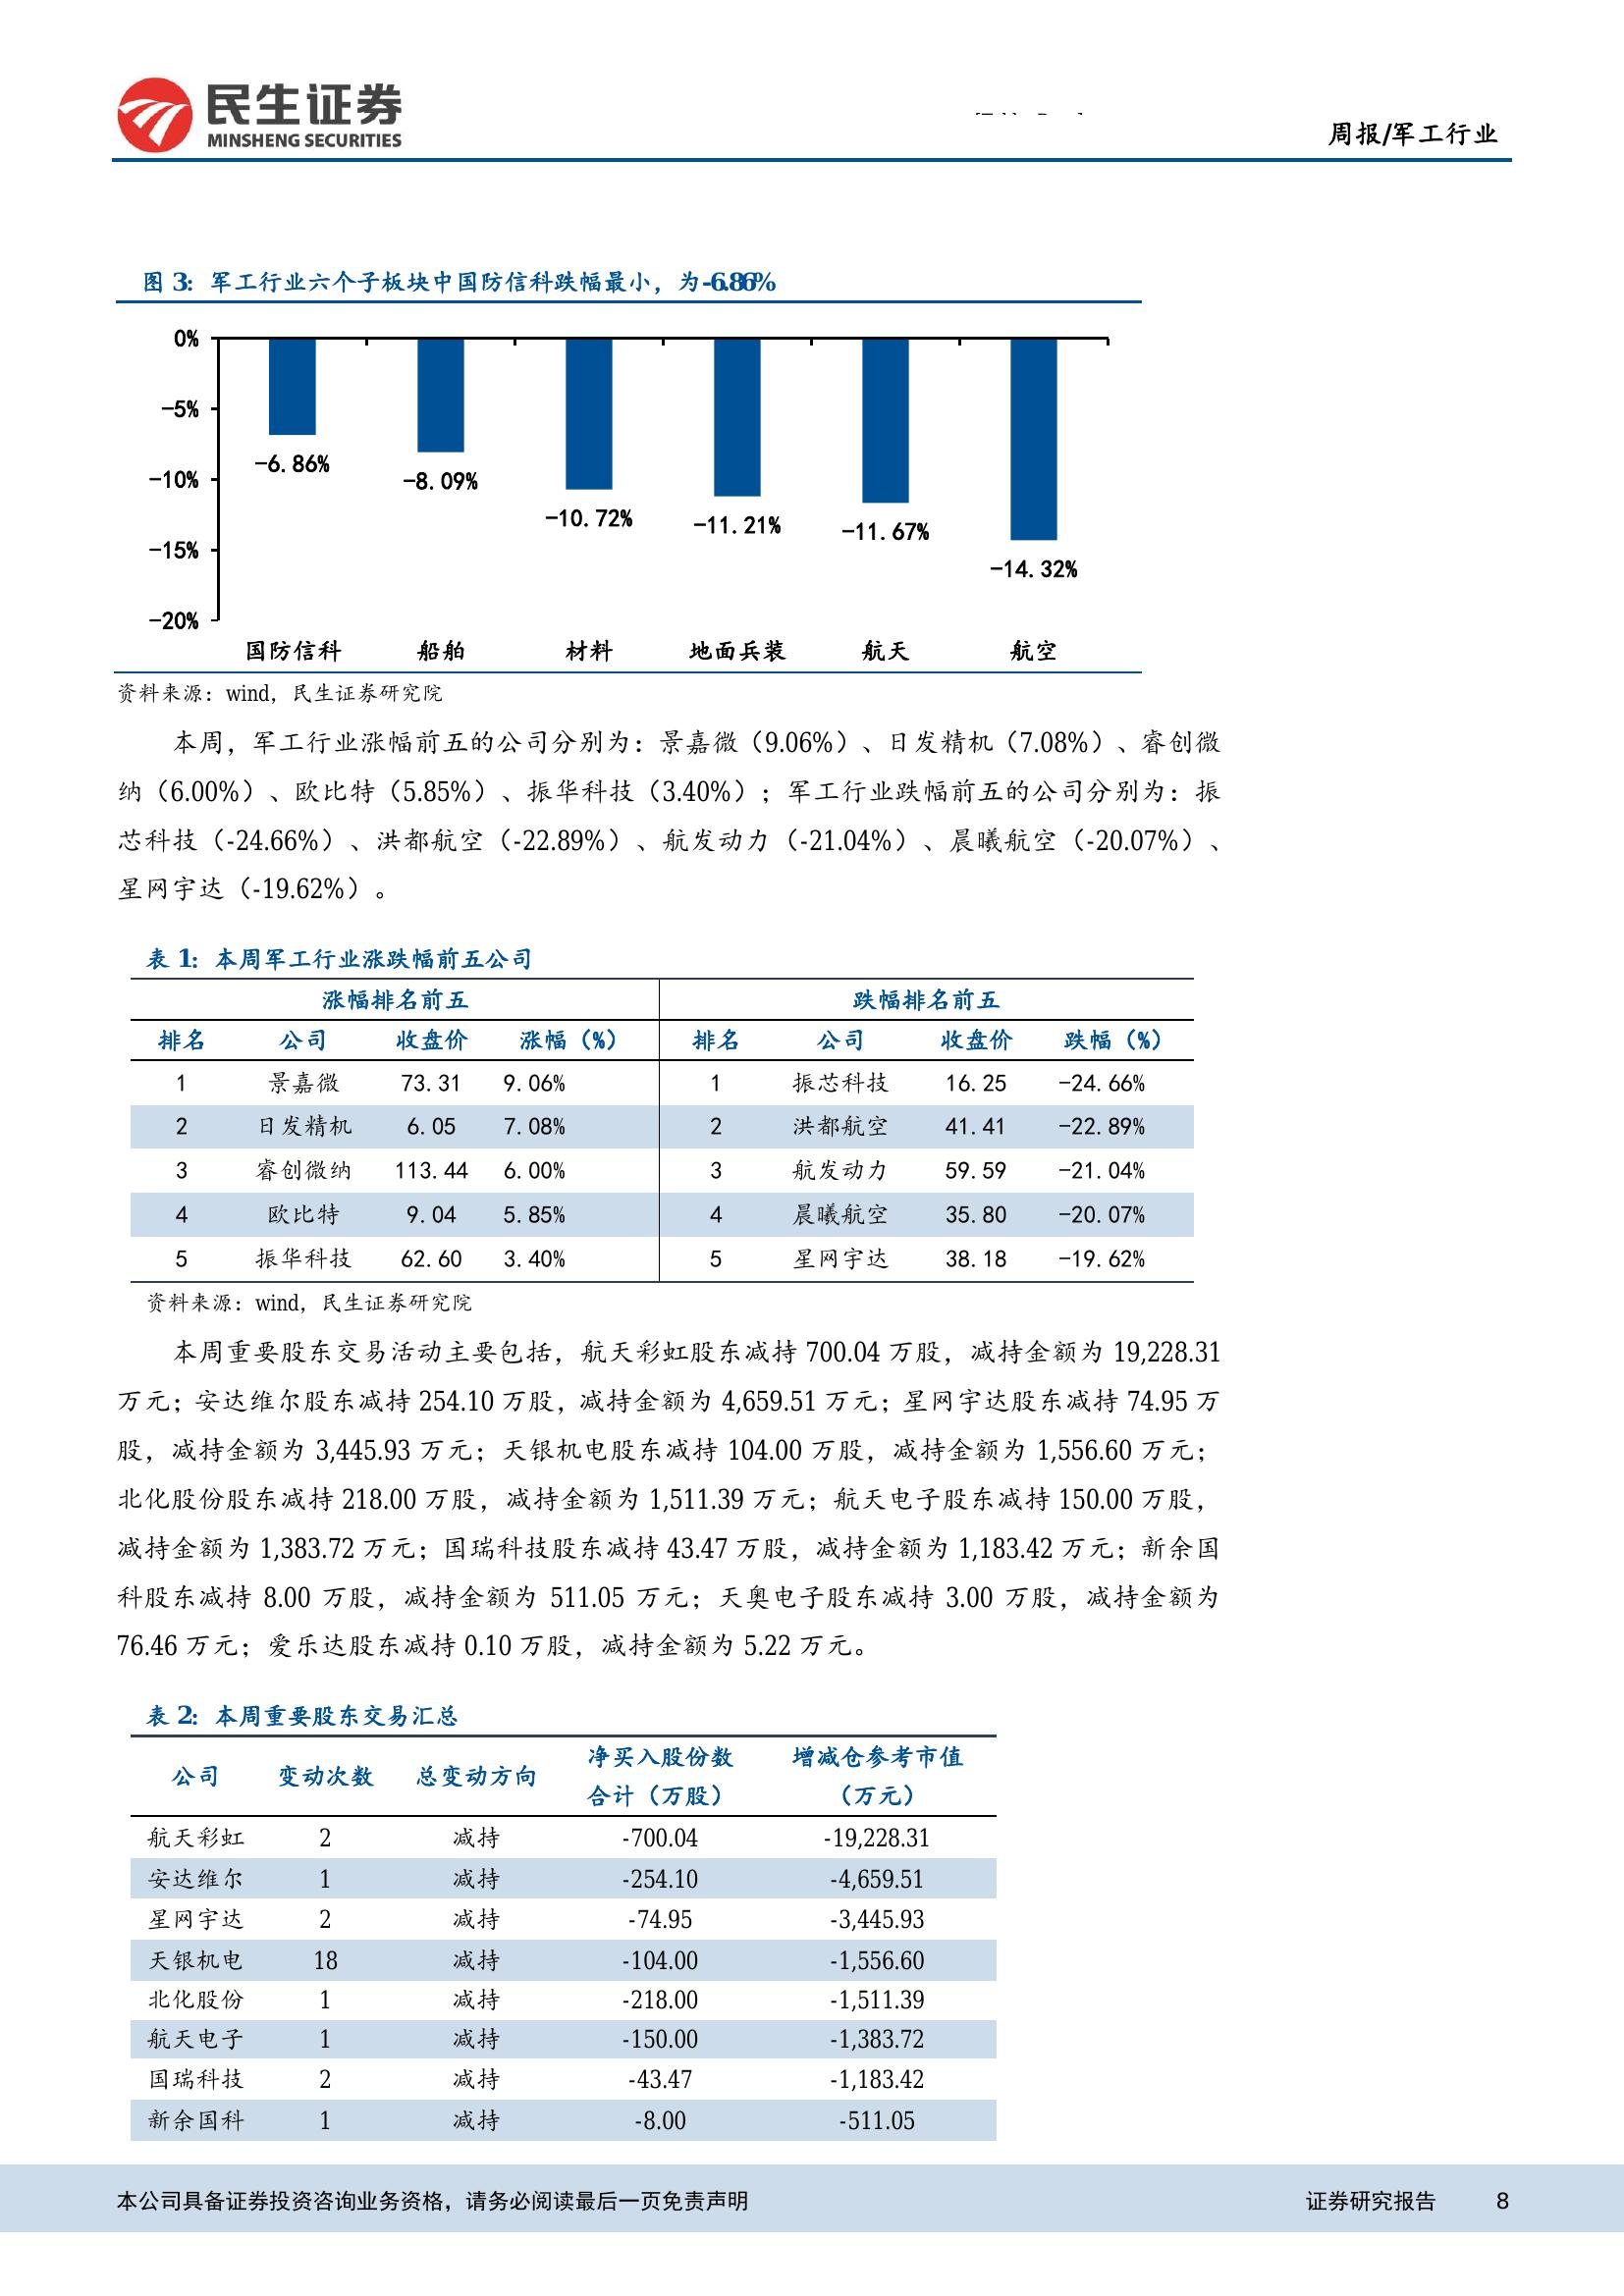 民生证券
MINSHENG SECURITIES
周报/军工行业
图 3：军工行业六个子板块中国防信科跌幅最小，为-6.86%
0%
-5%
-10%
-15%
-20%
-6.86%
-8.09%
-10.72%
-11.21%
-11.67%
-14.32%
国防信科 船舶 材料 地面兵装 航天 航空
资料来源：wind，民生证券研究院
本周，军工行业涨幅前五的公司分别为：景嘉微（9.06%）、日发精机（7.08%）、睿创微
纳（6.00%）、欧比特（5.85%）、振华科技（3.40%）；军工行业跌幅前五的公司分别为：振
芯科技（-24.66%）、洪都航空（-22.89%）、航发动力（-21.04%）、晨曦航空（-20.07%）、
星网宇达（-19.62%）。
表 1：本周军工行业涨跌幅前五公司
涨幅排名前五 跌幅排名前五
排名 公司 收盘价 涨幅（%） 排名 公司 收盘价 跌幅（%）
1 景嘉微 73.31 9.06% 1 振芯科技 16.25 -24.66%
2 日发精机 6.05 7.08% 2 洪都航空 41.41 -22.89%
3 睿创微纳 113.44 6.00% 3 航发动力 59.59 -21.04%
4 欧比特 9.04 5.85% 4 晨曦航空 35.80 -20.07%
5 振华科技 62.60 3.40% 5 星网宇达 38.18 -19.62%
资料来源：wind，民生证券研究院
本周重要股东交易活动主要包括，航天彩虹股东减持 700.04 万股，减持金额为 19,228.31
万元；安达维尔股东减持 254.10 万股，减持金额为 4,659.51 万元；星网宇达股东减持 74.95 万
股，减持金额为 3,445.93 万元；天银机电股东减持 104.00 万股，减持金额为 1,556.60 万元；
北化股份股东减持 218.00 万股，减持金额为 1,511.39 万元；航天电子股东减持 150.00 万股，
减持金额为 1,383.72 万元；国瑞科技股东减持 43.47 万股，减持金额为 1,183.42 万元；新余国
科股东减持 8.00 万股，减持金额为 511.05 万元；天奥电子股东减持 3.00 万股，减持金额为
76.46 万元；爱乐达股东减持 0.10 万股，减持金额为 5.22 万元。
表 2：本周重要股东交易汇总
公司 变动次数 总变动方向 净买入股份数 增减仓参考市值
合计（万股） （万元）
航天彩虹 2 减持 -700.04 -19,228.31
安达维尔 1 减持 -254.10 -4,659.51
星网宇达 2 减持 -74.95 -3,445.93
天银机电 18 减持 -104.00 -1,556.60
北化股份 1 减持 -218.00 -1,511.39
航天电子 1 减持 -150.00 -1,383.72
国瑞科技 2 减持 -43.47 -1,183.42
新余国科 1 减持 -8.00 -511.05
本公司具备证券投资咨询业务资格，请务必阅读最后一页免责声明 证券研究报告 8